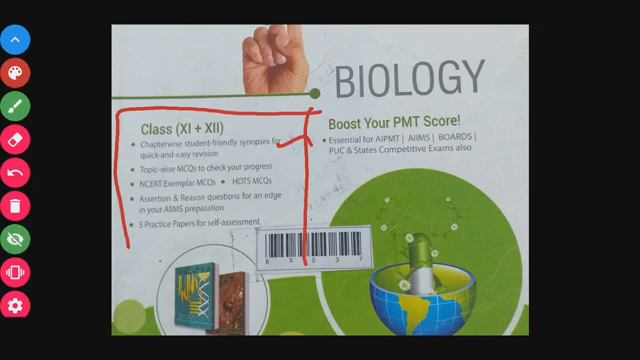 BIOLOGY
Class (XI + XII)
• Chapterwise student-friendly synopses for
quick-and-easy revision
• Topic-wise MCQs to check your progress
• NCERT Exemplar MCQs • HOTS MCQs
• Assertion & Reason questions for an edge
in your AIIMS preparation
• 5 Practice Papers for self-assessment
Boost Your PMT Score!
• Essential for AIPMT | AIIMS | BOARDS |
PUC & States Competitive Exams also